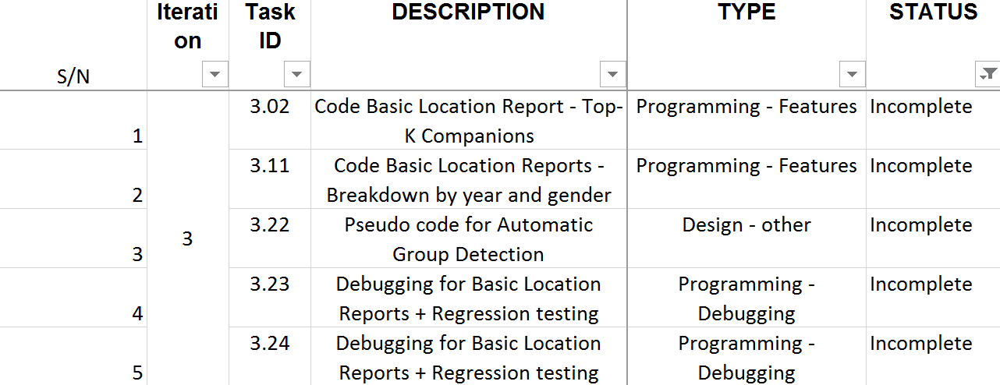 Iterati
on
Task
ID
DESCRIPTION
TYPE
STATUS
S/N
3.02 Code Basic Location Report - Top- Programming - Features Incomplete
1 K Companions
3.11 Code Basic Location Reports - Programming - Features Incomplete
2 Breakdown by year and gender
3
3.22 Pseudo code for Automatic Design - other Incomplete
3 Group Detection
3.23 Debugging for Basic Location Programming - Incomplete
4 Reports + Regression testing Debugging
3.24 Debugging for Basic Location Programming - Incomplete
5 Reports + Regression testing Debugging